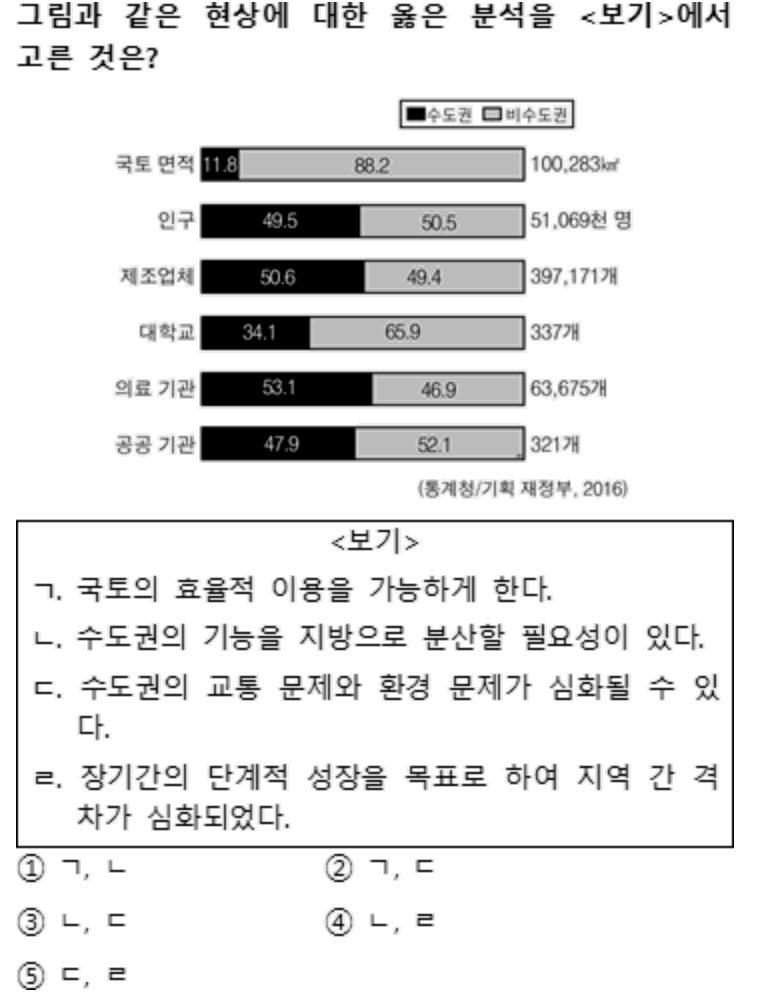 그림과 같은 현상에 대한 옳은 분석을 <보기>에서
고른 것은?
■수도권 □비수도권
국토 면적 11.8 88.2 100,283㎢
인구 49.5 50.5 51,069천 명
제조업체 50.6 49.4 397,171개
대학교 34.1 65.9 337개
의료 기관 53.1 46.9 63,675개
공공 기관 47.9 52.1 321개
(통계청/기획 재정부, 2016)
<보기>
ㄱ. 국토의 효율적 이용을 가능하게 한다.
ㄴ. 수도권의 기능을 지방으로 분산할 필요성이 있다.
ㄷ. 수도권의 교통 문제와 환경 문제가 심화될 수 있
다.
ㄹ. 장기간의 단계적 성장을 목표로 하여 지역 간 격
차가 심화되었다.
① ㄱ, ㄴ ② ㄱ, ㄷ
③ ㄴ, ㄷ ④ ㄴ, ㄹ
⑤ ㄷ, ㄹ